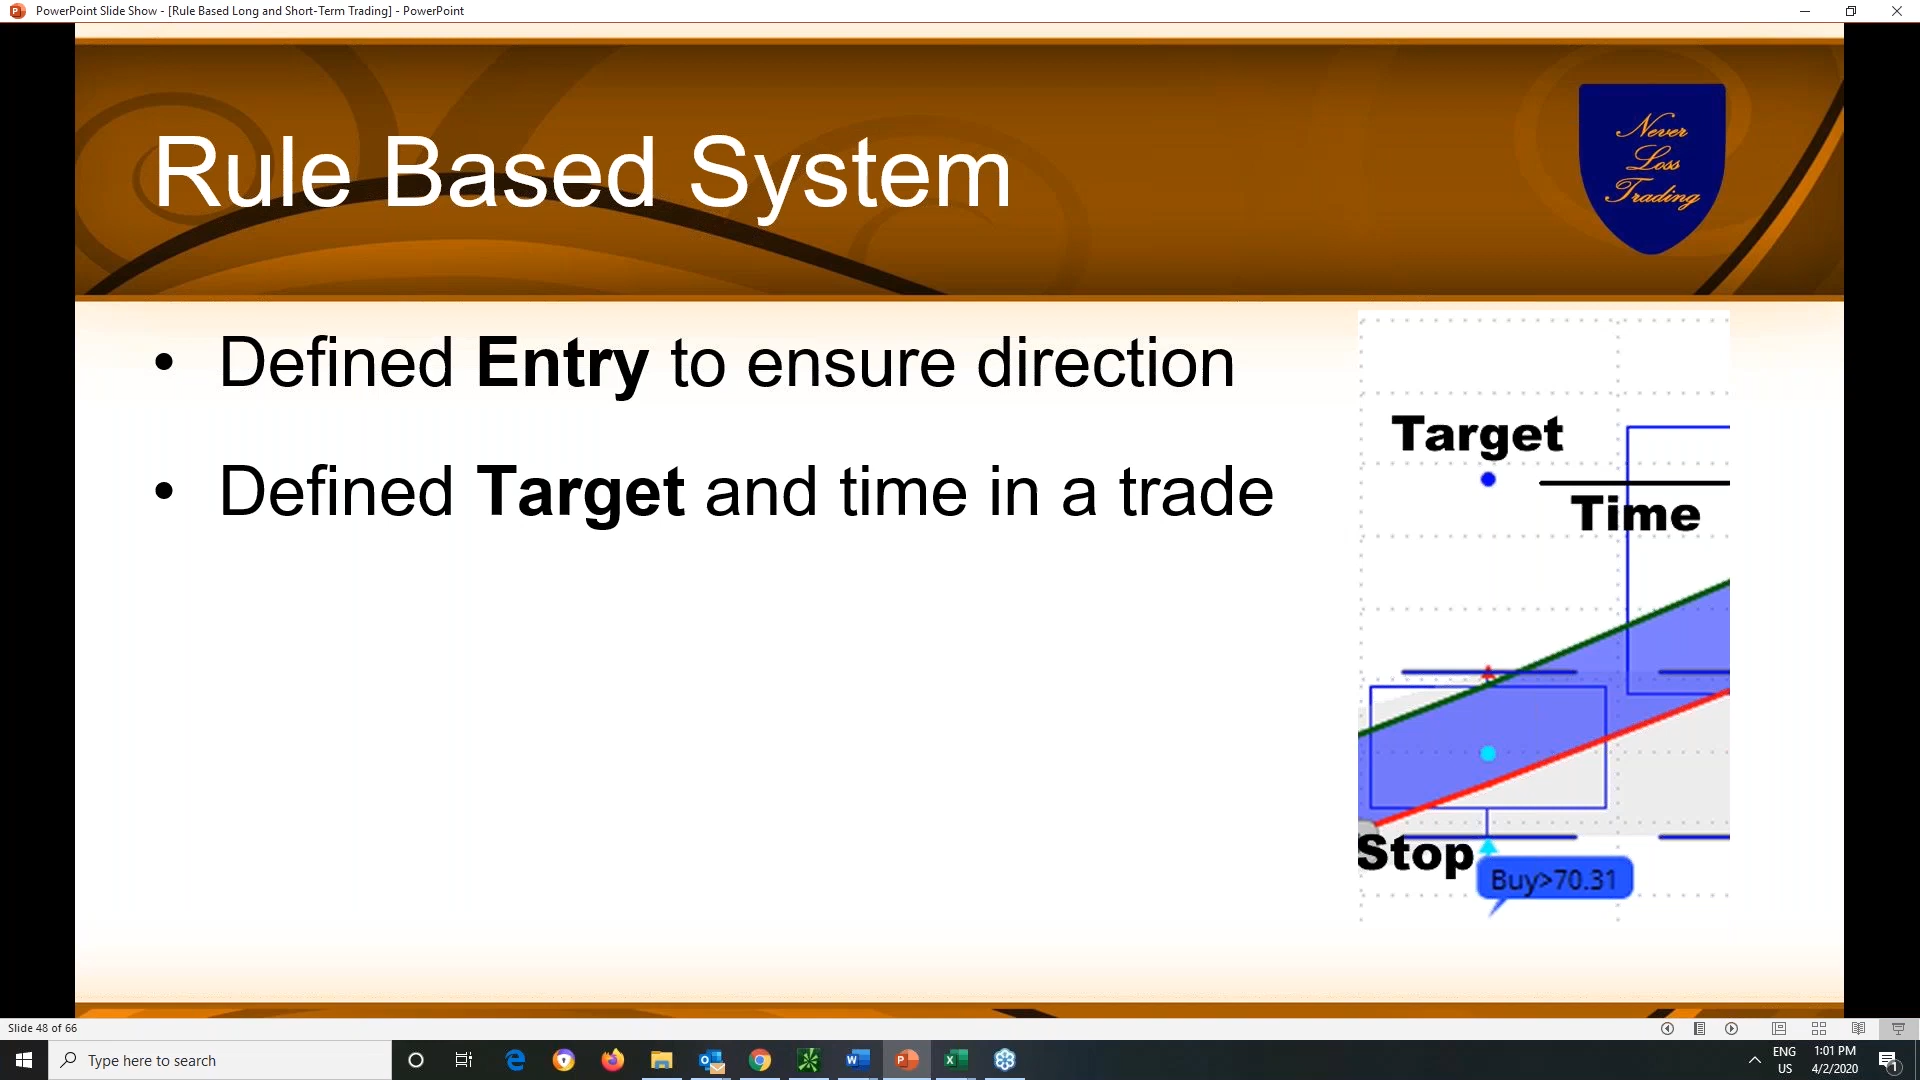 PowerPoint Slide Show - [Rule Based Long and Short-Term Trading] - PowerPoint
Rule Based System
Never
Loss
Trading
• Defined Entry to ensure direction
• Defined Target and time in a trade
Target
Time
Stop
Buy>70.31
Slide 48 of 66
Type here to search
ENG
US
1:01 PM
4/2/2020
1